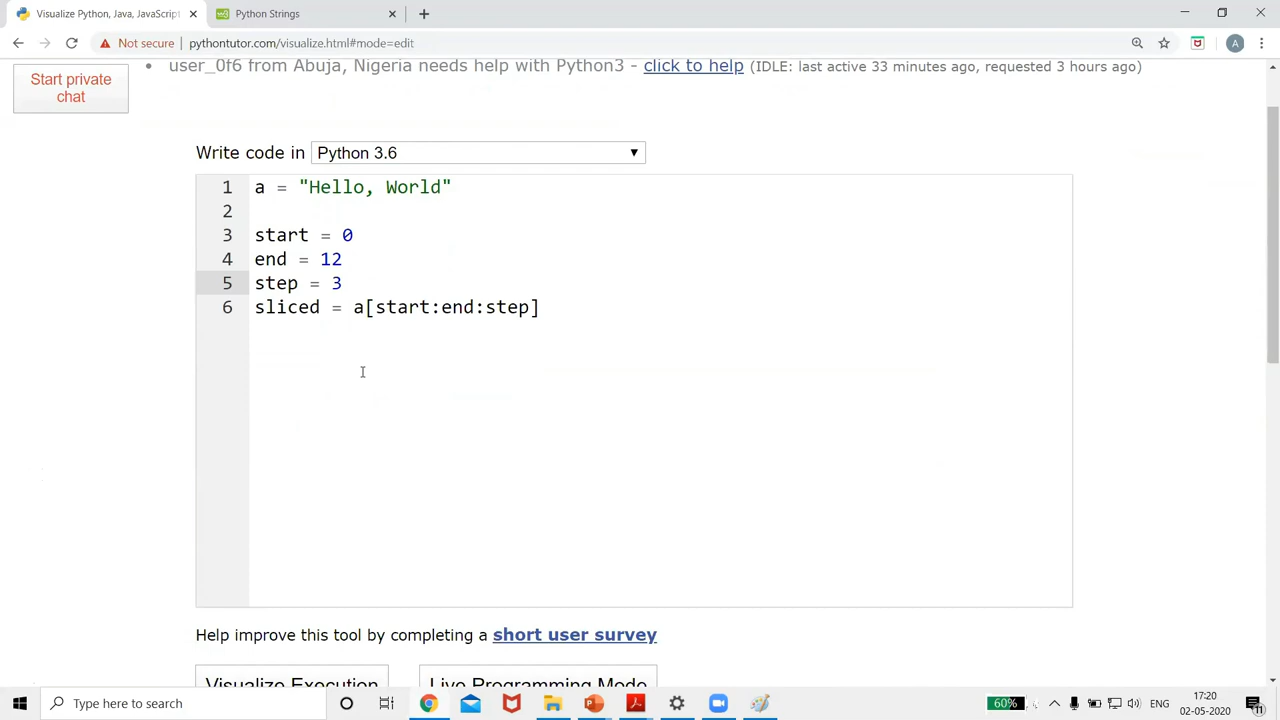 Visualize Python, Java, JavaScript
Python Strings
Not secure
pythontutor.com/visualize.html#mode=edit
A
Start private
chat
user_0f6 from Abuja, Nigeria needs help with Python3 - click to help (IDLE: last active 33 minutes ago, requested 3 hours ago)
Write code in Python 3.6
1 a = "Hello, World"
2
3 start = 0
4 end = 12
5 step = 3
6 sliced = a[start:end:step]
Help improve this tool by completing a short user survey
Visualize Execution
Live Programming Mode
Type here to search
60%
ENG
17:20
02-05-2020
11